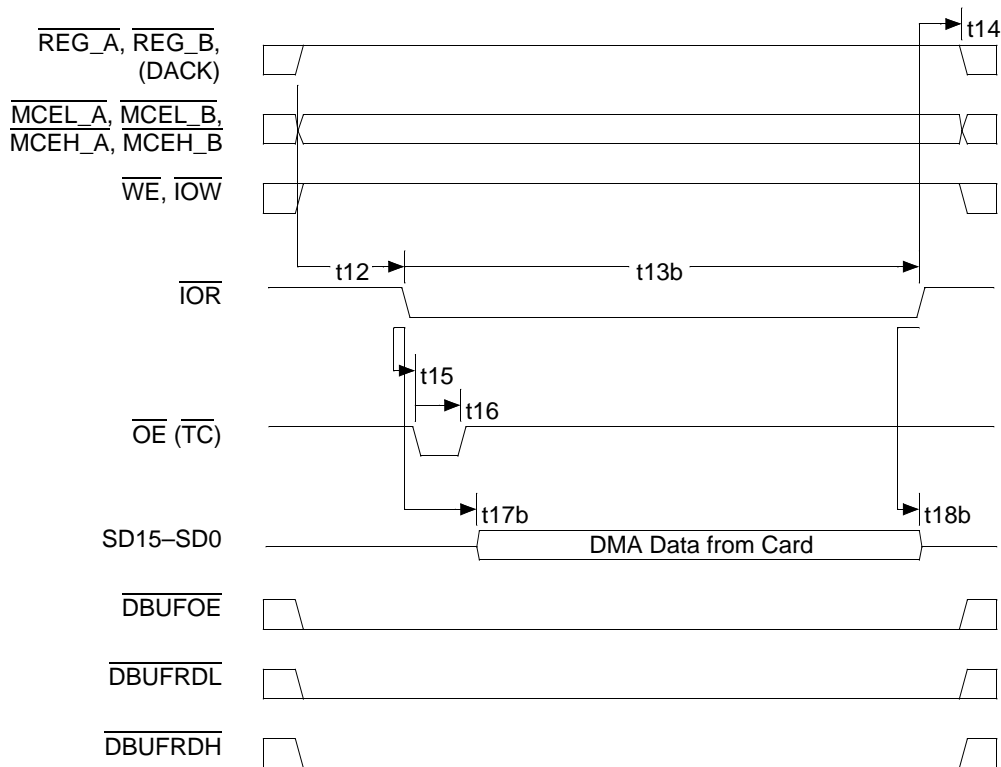 t14
REG_A, REG_B,
(DACK)
MCEL_A, MCEL_B,
MCEH_A, MCEH_B
WE, IOW
t12
t13b
IOR
t15
t16
OE (TC)
t17b
t18b
SD15–SD0
DMA Data from Card
DBUFOE
DBUFRDL
DBUFRDH